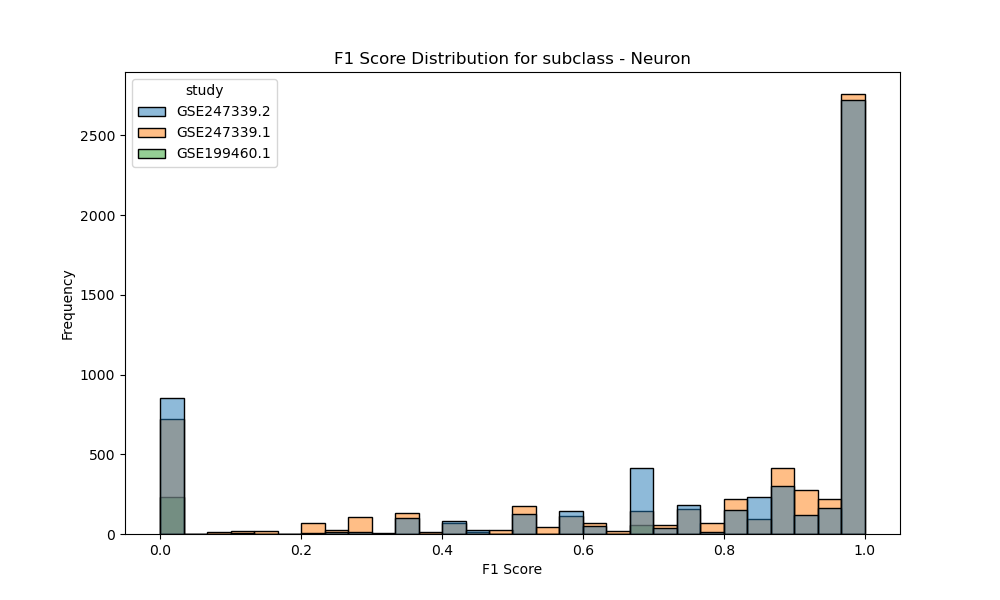 F1 Score Distribution for subclass - Neuron
study
GSE247339.2
GSE247339.1
GSE199460.1
Frequency
2500
2000
1500
1000
500
0
0.0 0.2 0.4 0.6 0.8 1.0
F1 Score